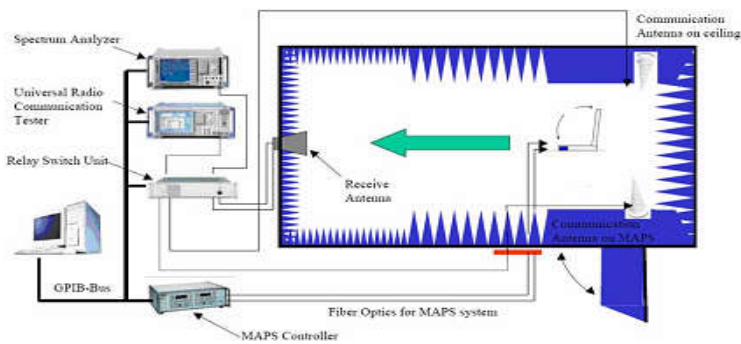 Spectrum Analyzer
Universal Radio
Communication
Tester
Relay Switch Unit
GPIB-Bus
MAPS Controller
Fiber Optics for MAPS system
Receive
Antenna
Communication
Antenna on ceiling
Communication
Antenna on MAPS